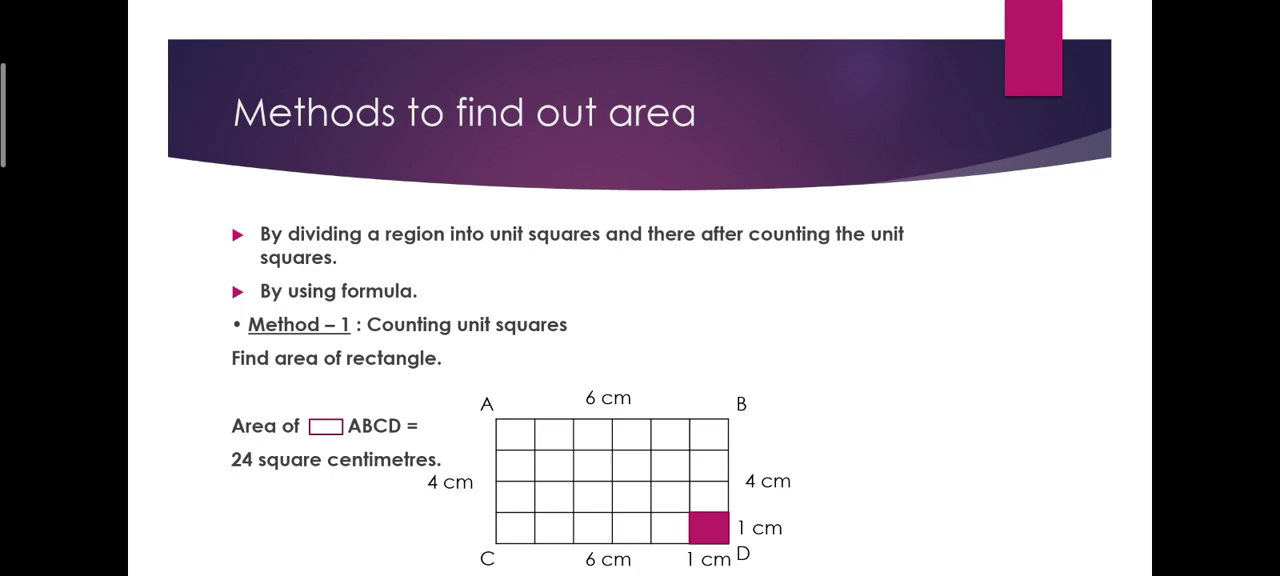 Methods to find out area
By dividing a region into unit squares and there after counting the unit
squares.
By using formula.
• Method – 1 : Counting unit squares
Find area of rectangle.
A 6 cm B
Area of ABCD =
24 square centimetres.
4 cm 4 cm
1 cm
C 6 cm 1 cm D